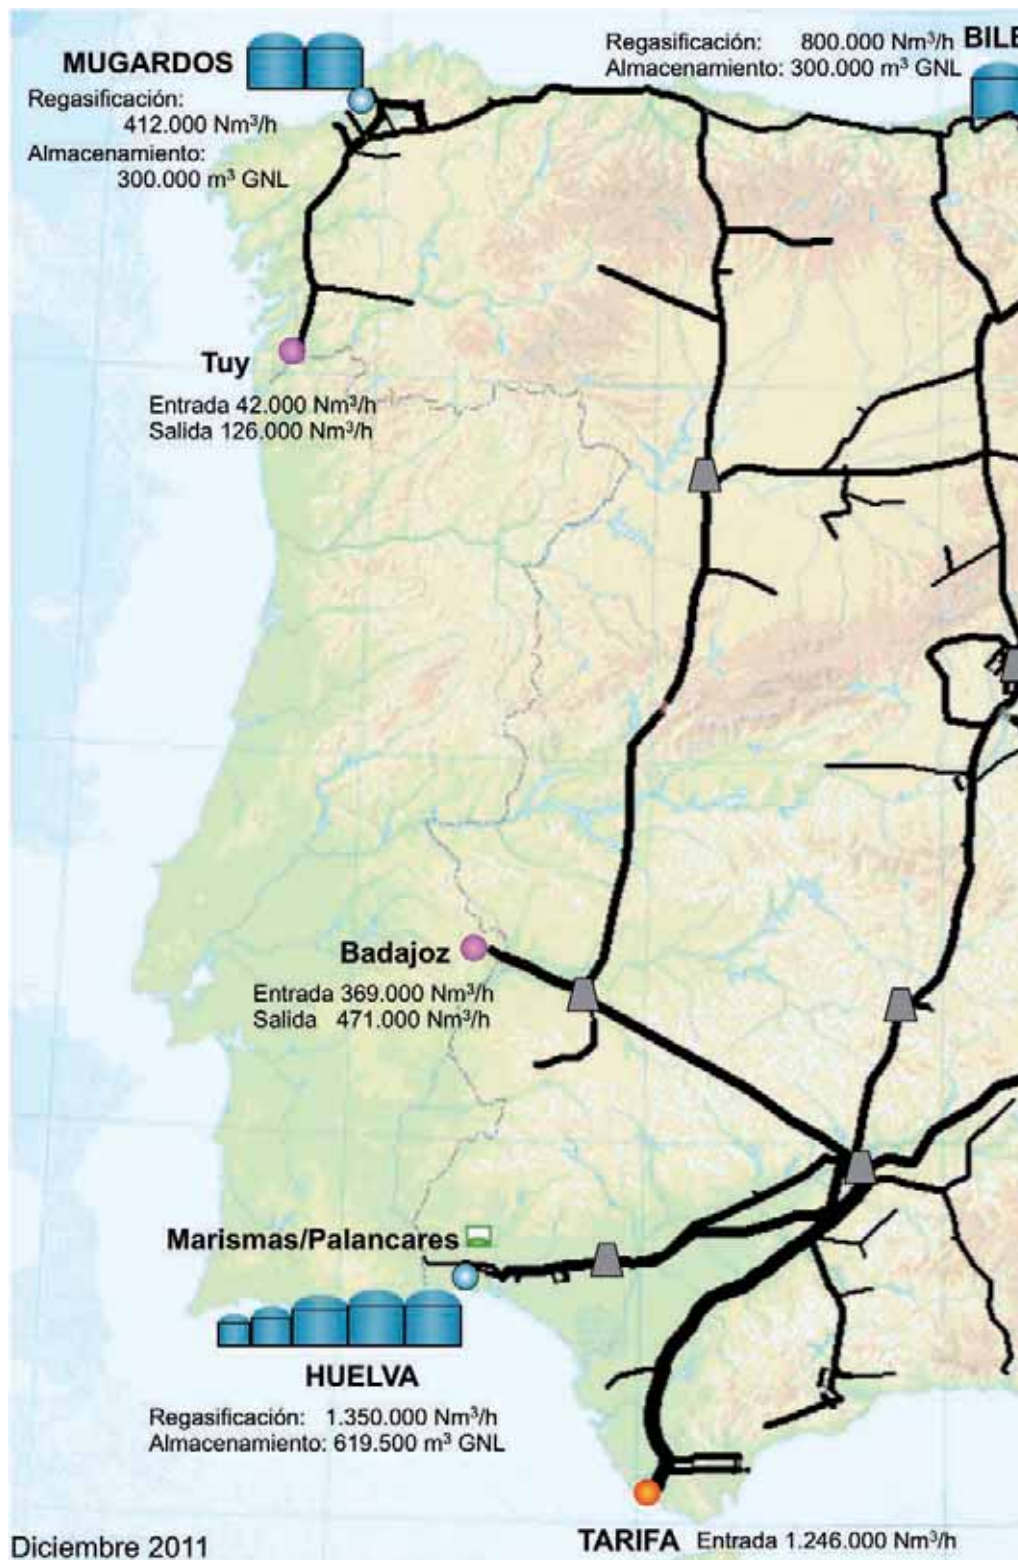 MUGARDOS
Regasificación:
412.000 Nm³/h
Almacenamiento:
300.000 m³ GNL
Regasificación: 800.000 Nm³/h
Almacenamiento: 300.000 m³ GNL
BILB
Tuy
Entrada 42.000 Nm³/h
Salida 126.000 Nm³/h
Badajoz
Entrada 369.000 Nm³/h
Salida 471.000 Nm³/h
Marismas/Palancares
HUELVA
Regasificación: 1.350.000 Nm³/h
Almacenamiento: 619.500 m³ GNL
TARIFA Entrada 1.246.000 Nm³/h
Diciembre 2011